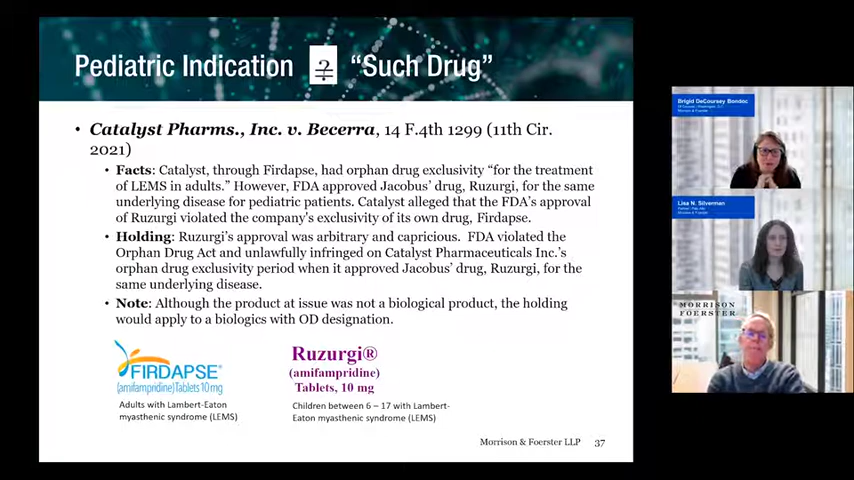 Pediatric Indication ≟ “Such Drug”
• Catalyst Pharms., Inc. v. Becerra, 14 F.4th 1299 (11th Cir.
2021)
• Facts: Catalyst, through Firdapse, had orphan drug exclusivity “for the treatment
of LEMS in adults.” However, FDA approved Jacobus’ drug, Ruzurgi, for the same
underlying disease for pediatric patients. Catalyst alleged that the FDA’s approval
of Ruzurgi violated the company's exclusivity of its own drug, Firdapse.
• Holding: Ruzurgi’s approval was arbitrary and capricious. FDA violated the
Orphan Drug Act and unlawfully infringed on Catalyst Pharmaceuticals Inc.’s
orphan drug exclusivity period when it approved Jacobus’ drug, Ruzurgi, for the
same underlying disease.
• Note: Although the product at issue was not a biological product, the holding
would apply to a biologics with OD designation.
FIRDAPSE®
(amifampridine) Tablets 10 mg
Adults with Lambert-Eaton
myasthenic syndrome (LEMS)
Ruzurgi®
(amifampridine)
Tablets, 10 mg
Children between 6 – 17 with Lambert-
Eaton myasthenic syndrome (LEMS)
Morrison & Foerster LLP 37
Brigid DeCoursey Bondoc
Morrison & Foerster
Lisa N. Silverman
Morrison & Foerster
MORRISON
FOERSTER